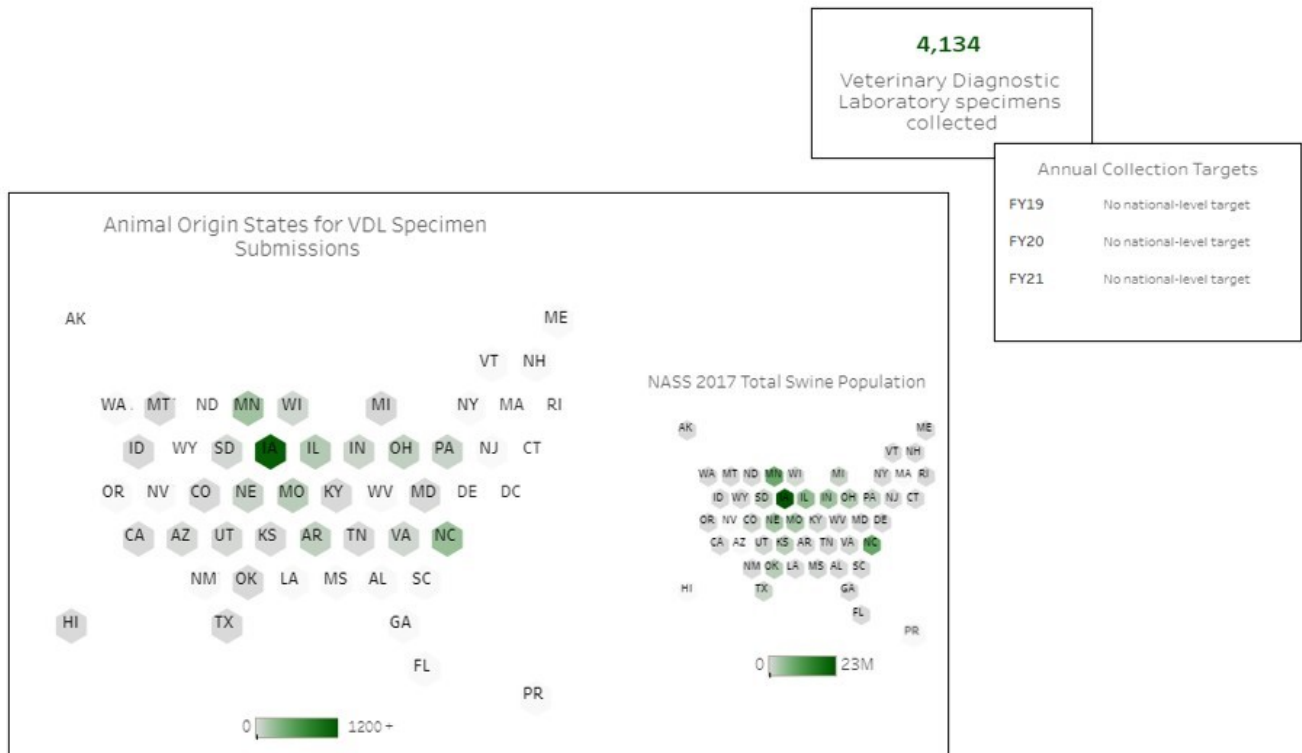 4,134
Veterinary Diagnostic
Laboratory specimens
collected
Annual Collection Targets
FY19 No national-level target
FY20 No national-level target
FY21 No national-level target
Animal Origin States for VDL Specimen
Submissions
AK ME
VT NH
WA MT ND MN WI MI NY MA RI
ID WY SD IA IL IN OH PA NJ CT
OR NV CO NE MO KY WV MD DE DC
CA AZ UT KS AR TN VA NC
NM OK LA MS AL SC
HI TX GA
FL
PR
0 1200 +
NASS 2017 Total Swine Population
AK ME
VT NH
WA MT ND MN WI MI NY MA RI
ID WY SD IA IL IN OH PA NJ CT
OR NV CO NE MO KY WV MD DE
CA AZ UT KS AR TN VA NC
NM OK LA MS AL SC
HI TX GA
FL
PR
0 23M